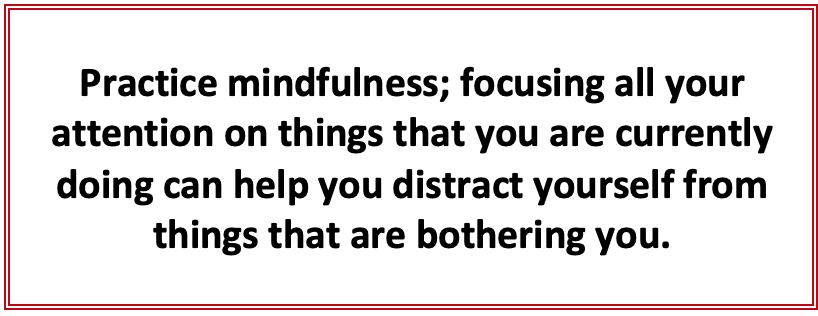 Practice mindfulness; focusing all your
attention on things that you are currently
doing can help you distract yourself from
things that are bothering you.